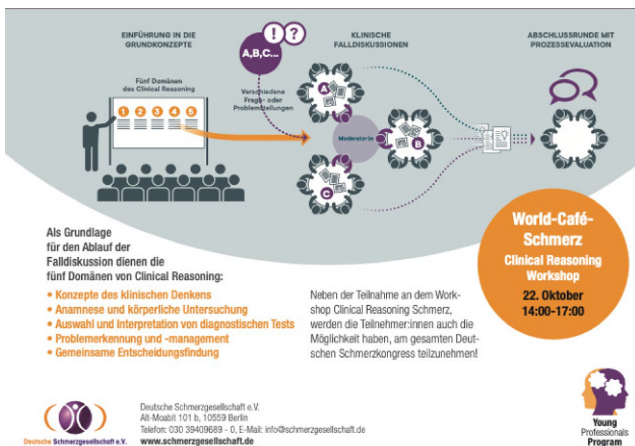 EINFÜHRUNG IN DIE
GRUNDKONZEPTE
Fünf Domänen
des Clinical Reasoning
1 2 3 4 5
! ?
A,B,C...
Verschiedene
Frage- oder
Problemstellungen
KLINISCHE
FALLDISKUSSIONEN
A
Moderator/in
B
C
ABSCHLUSSRUNDE MIT
PROZESSEVALUATION
Als Grundlage
für den Ablauf der
Falldiskussion dienen die
fünf Domänen von Clinical Reasoning:
• Konzepte des klinischen Denkens
• Anamnese und körperliche Untersuchung
• Auswahl und Interpretation von diagnostischen Tests
• Problemerkennung und -management
• Gemeinsame Entscheidungsfindung
Neben der Teilnahme an dem Work-
shop Clinical Reasoning Schmerz,
werden die Teilnehmer:innen auch die
Möglichkeit haben, am gesamten Deut-
schen Schmerzkongress teilzunehmen!
World-Café-
Schmerz
Clinical Reasoning
Workshop
22. Oktober
14:00-17:00
Deutsche Schmerzgesellschaft e.V.
Deutsche Schmerzgesellschaft e.V.
Alt-Moabit 101 b, 10559 Berlin
Telefon: 030 39409689 - 0, E-Mail: info@schmerzgesellschaft.de
www.schmerzgesellschaft.de
Young
Professionals
Program